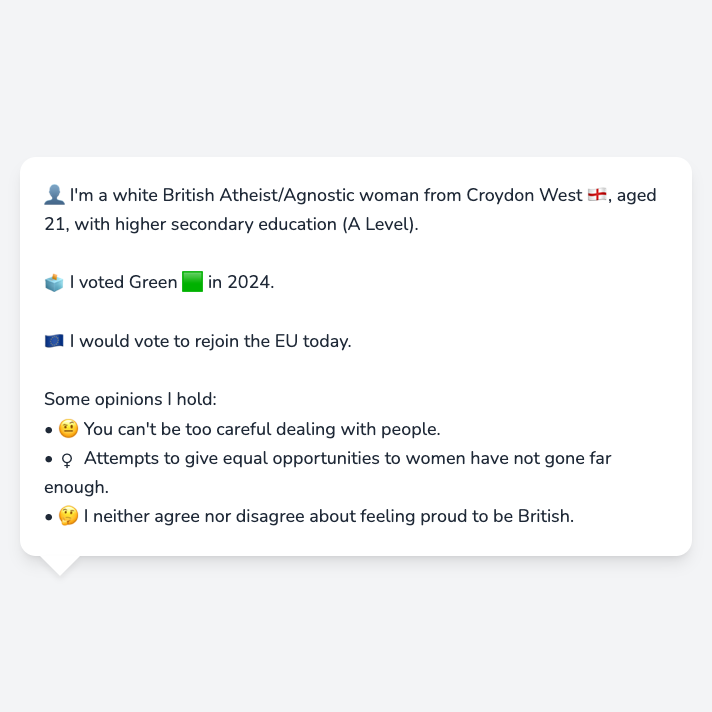 👤 I'm a white British Atheist/Agnostic woman from Croydon West 🏴󠁧󠁢󠁥󠁮󠁧󠁿, aged
21, with higher secondary education (A Level).
🗳️ I voted Green 🟩 in 2024.
🇪🇺 I would vote to rejoin the EU today.
Some opinions I hold:
• 🤨 You can't be too careful dealing with people.
• ♀ Attempts to give equal opportunities to women have not gone far
enough.
• 🤔 I neither agree nor disagree about feeling proud to be British.